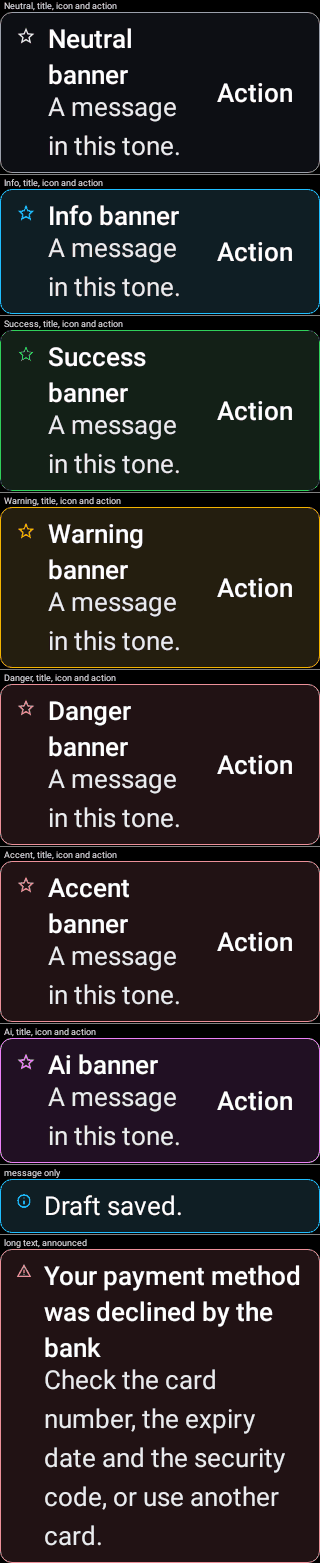 Neutral, title, icon and action
Neutral
banner
A message
in this tone.
Action
Info, title, icon and action
Info banner
A message
in this tone.
Action
Success, title, icon and action
Success
banner
A message
in this tone.
Action
Warning, title, icon and action
Warning
banner
A message
in this tone.
Action
Danger, title, icon and action
Danger
banner
A message
in this tone.
Action
Accent, title, icon and action
Accent
banner
A message
in this tone.
Action
Ai, title, icon and action
Ai banner
A message
in this tone.
Action
message only
Draft saved.
long text, announced
Your payment method
was declined by the
bank
Check the card
number, the expiry
date and the security
code, or use another
card.